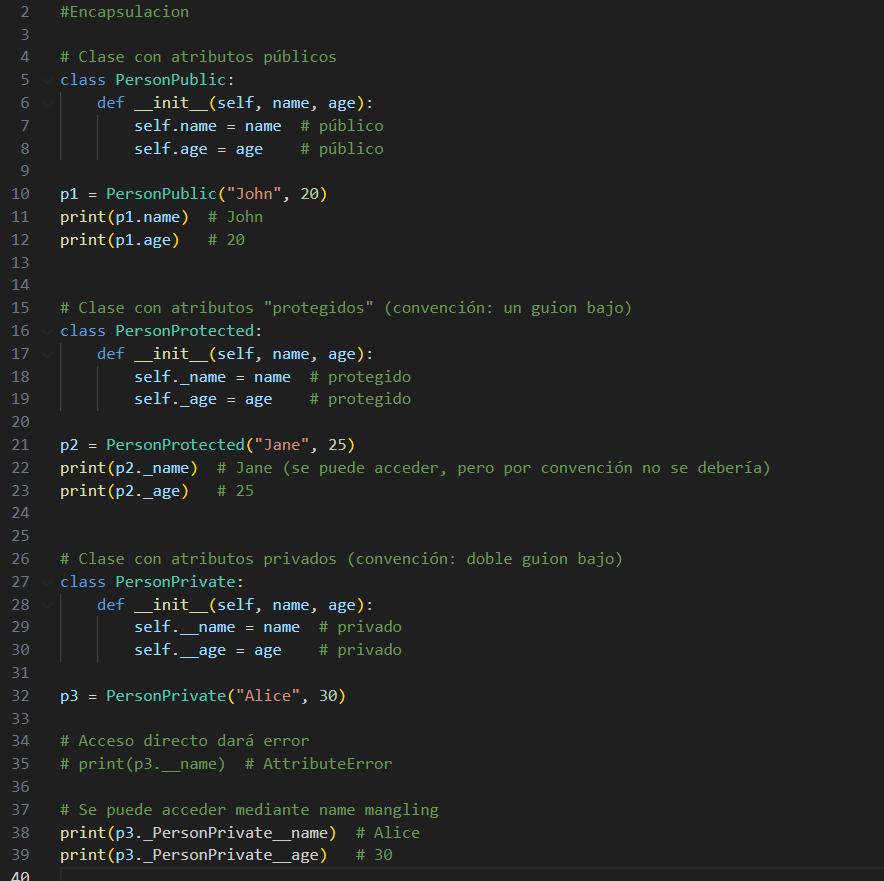 2 #Encapsulacion
3
4 # Clase con atributos públicos
5 class PersonPublic:
6     def __init__(self, name, age):
7         self.name = name  # público
8         self.age = age    # público
9
10 p1 = PersonPublic("John", 20)
11 print(p1.name)  # John
12 print(p1.age)   # 20
13
14
15 # Clase con atributos "protegidos" (convención: un guion bajo)
16 class PersonProtected:
17     def __init__(self, name, age):
18         self._name = name  # protegido
19         self._age = age    # protegido
20
21 p2 = PersonProtected("Jane", 25)
22 print(p2._name)  # Jane (se puede acceder, pero por convención no se debería)
23 print(p2._age)   # 25
24
25
26 # Clase con atributos privados (convención: doble guion bajo)
27 class PersonPrivate:
28     def __init__(self, name, age):
29         self.__name = name  # privado
30         self.__age = age    # privado
31
32 p3 = PersonPrivate("Alice", 30)
33
34 # Acceso directo dará error
35 # print(p3.__name)  # AttributeError
36
37 # Se puede acceder mediante name mangling
38 print(p3._PersonPrivate__name)  # Alice
39 print(p3._PersonPrivate__age)   # 30
40